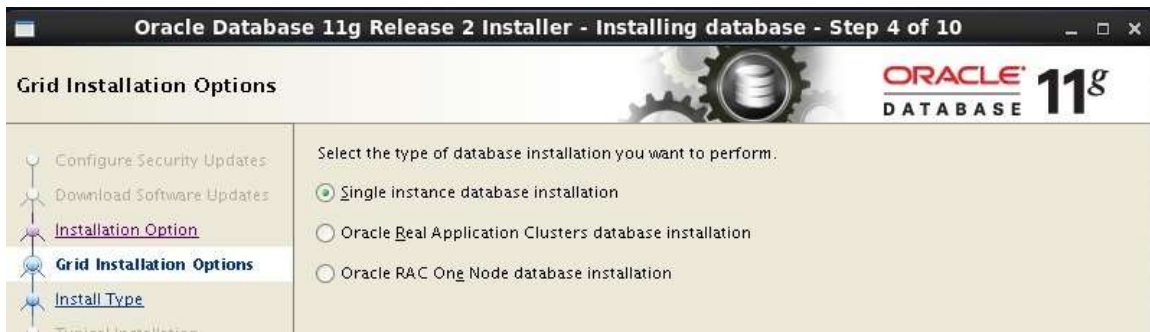 Oracle Database 11g Release 2 Installer - Installing database - Step 4 of 10
Grid Installation Options
ORACLE 11g
DATABASE
Configure Security Updates
Download Software Updates
Installation Option
Grid Installation Options
Install Type
Select the type of database installation you want to perform.
Single instance database installation
Oracle Real Application Clusters database installation
Oracle RAC One Node database installation